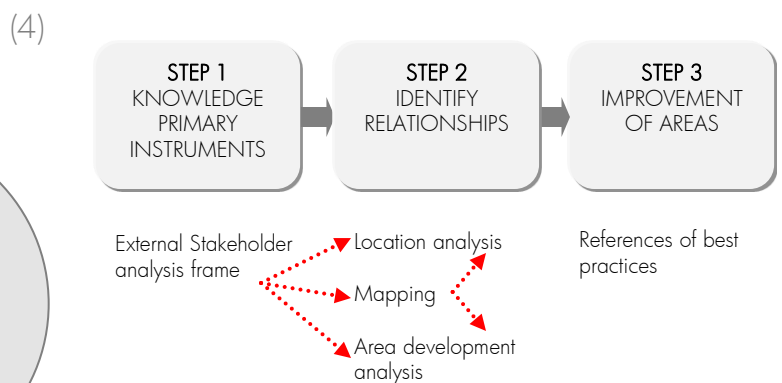 (4)
STEP 1
KNOWLEDGE
PRIMARY
INSTRUMENTS
STEP 2
IDENTIFY
RELATIONSHIPS
STEP 3
IMPROVEMENT
OF AREAS
External Stakeholder
analysis frame
Location analysis
Mapping
Area development
analysis
References of best
practices